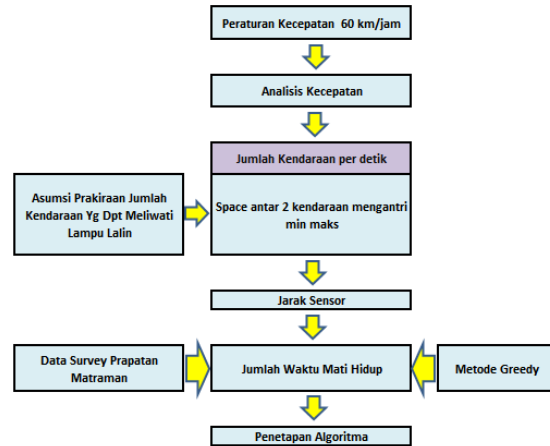 Peraturan Kecepatan 60 km/jam
Analisis Kecepatan
Jumlah Kendaraan per detik
Asumsi Prakiraan Jumlah
Kendaraan Yg Dpt Meliwati
Lampu Lalin
Space antar 2 kendaraan mengantri
min maks
Jarak Sensor
Data Survey Prapatan
Matraman
Jumlah Waktu Mati Hidup
Metode Greedy
Penetapan Algoritma